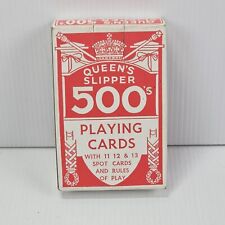 QUEEN'S
SLIPPER
500's
PLAYING
CARDS
WITH 11 12 & 13
SPOT CARDS
AND RULES
OF PLAY